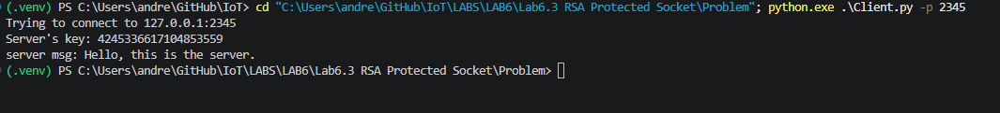 (.venv) PS C:\Users\andre\GitHub\IoT> cd "C:\Users\andre\GitHub\IoT\LABS\LAB6\Lab6.3 RSA Protected Socket\Problem"; python.exe .\Client.py -p 2345
Trying to connect to 127.0.0.1:2345
Server's key: 4245336617104853559
server msg: Hello, this is the server.
(.venv) PS C:\Users\andre\GitHub\IoT\LABS\LAB6\Lab6.3 RSA Protected Socket\Problem>